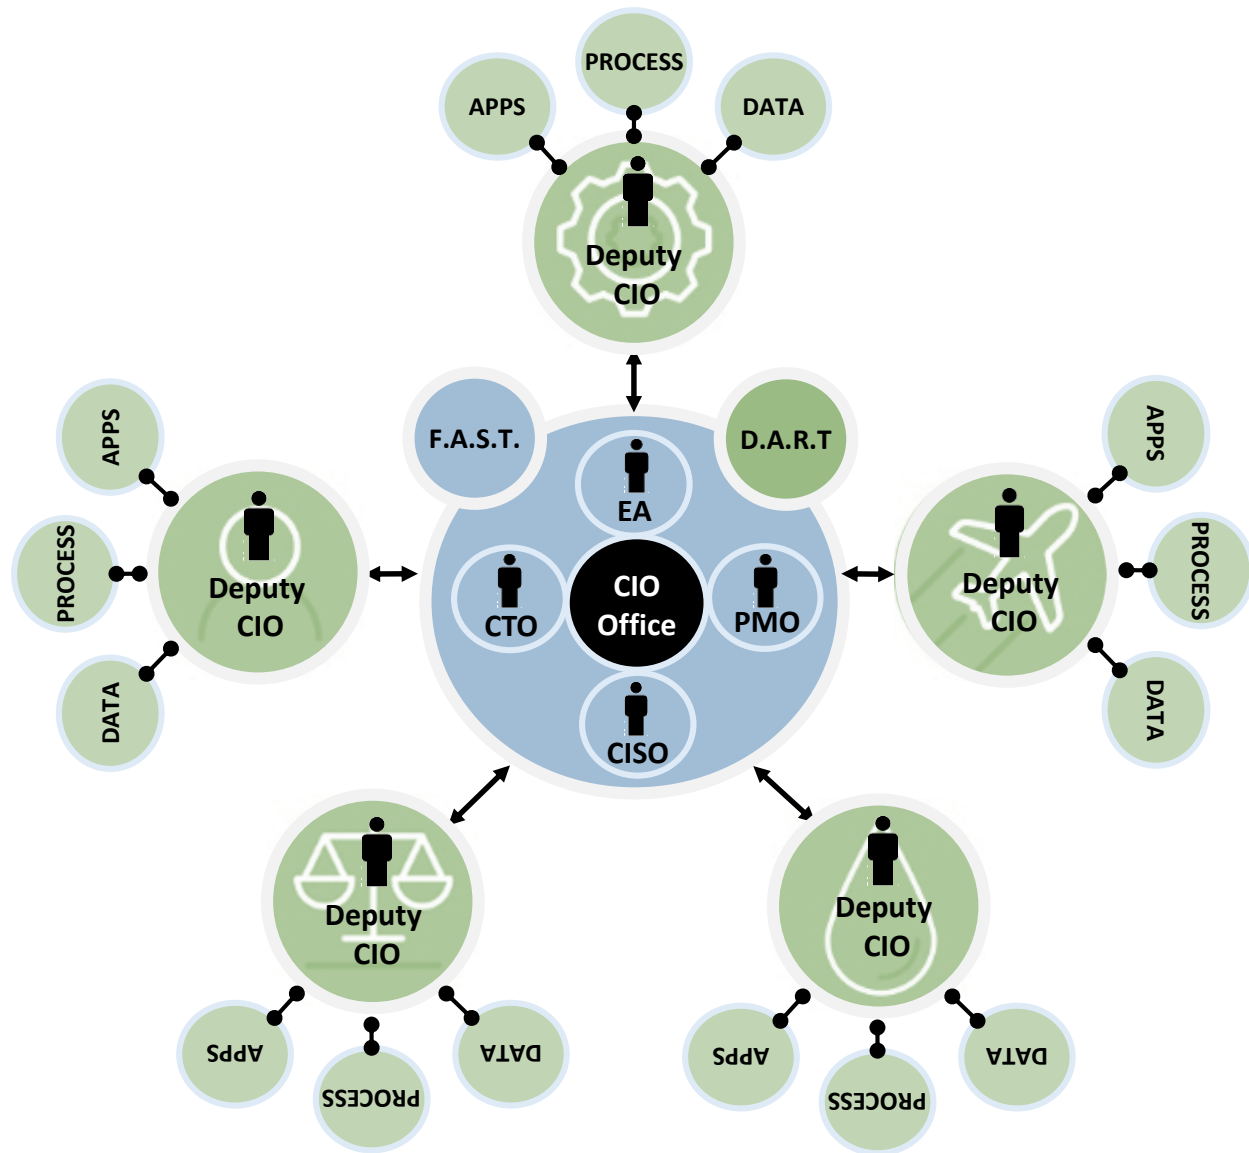 PROCESS
APPS
DATA
Deputy
CIO
F.A.S.T.
D.A.R.T
APPS
PROCESS
DATA
Deputy
CIO
EA
CTO
CIO
Office
PMO
CISO
Deputy
CIO
APPS
PROCESS
DATA
Deputy
CIO
APPS
PROCESS
DATA
Deputy
CIO
APPS
PROCESS
DATA